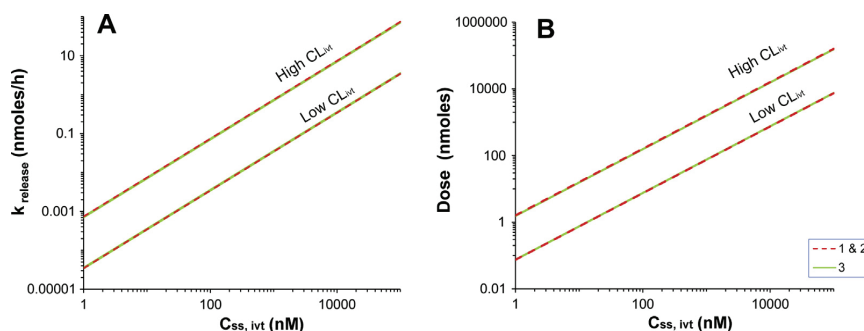 A
k release (nmoles/h)
10
0.1
0.001
0.00001
High CLivt
Low CLivt
1
100
10000
Css, ivt (nM)
B
Dose (nmoles)
1000000
10000
100
1
0.01
High CLivt
Low CLivt
1
100
10000
Css, ivt (nM)
1 & 2
3